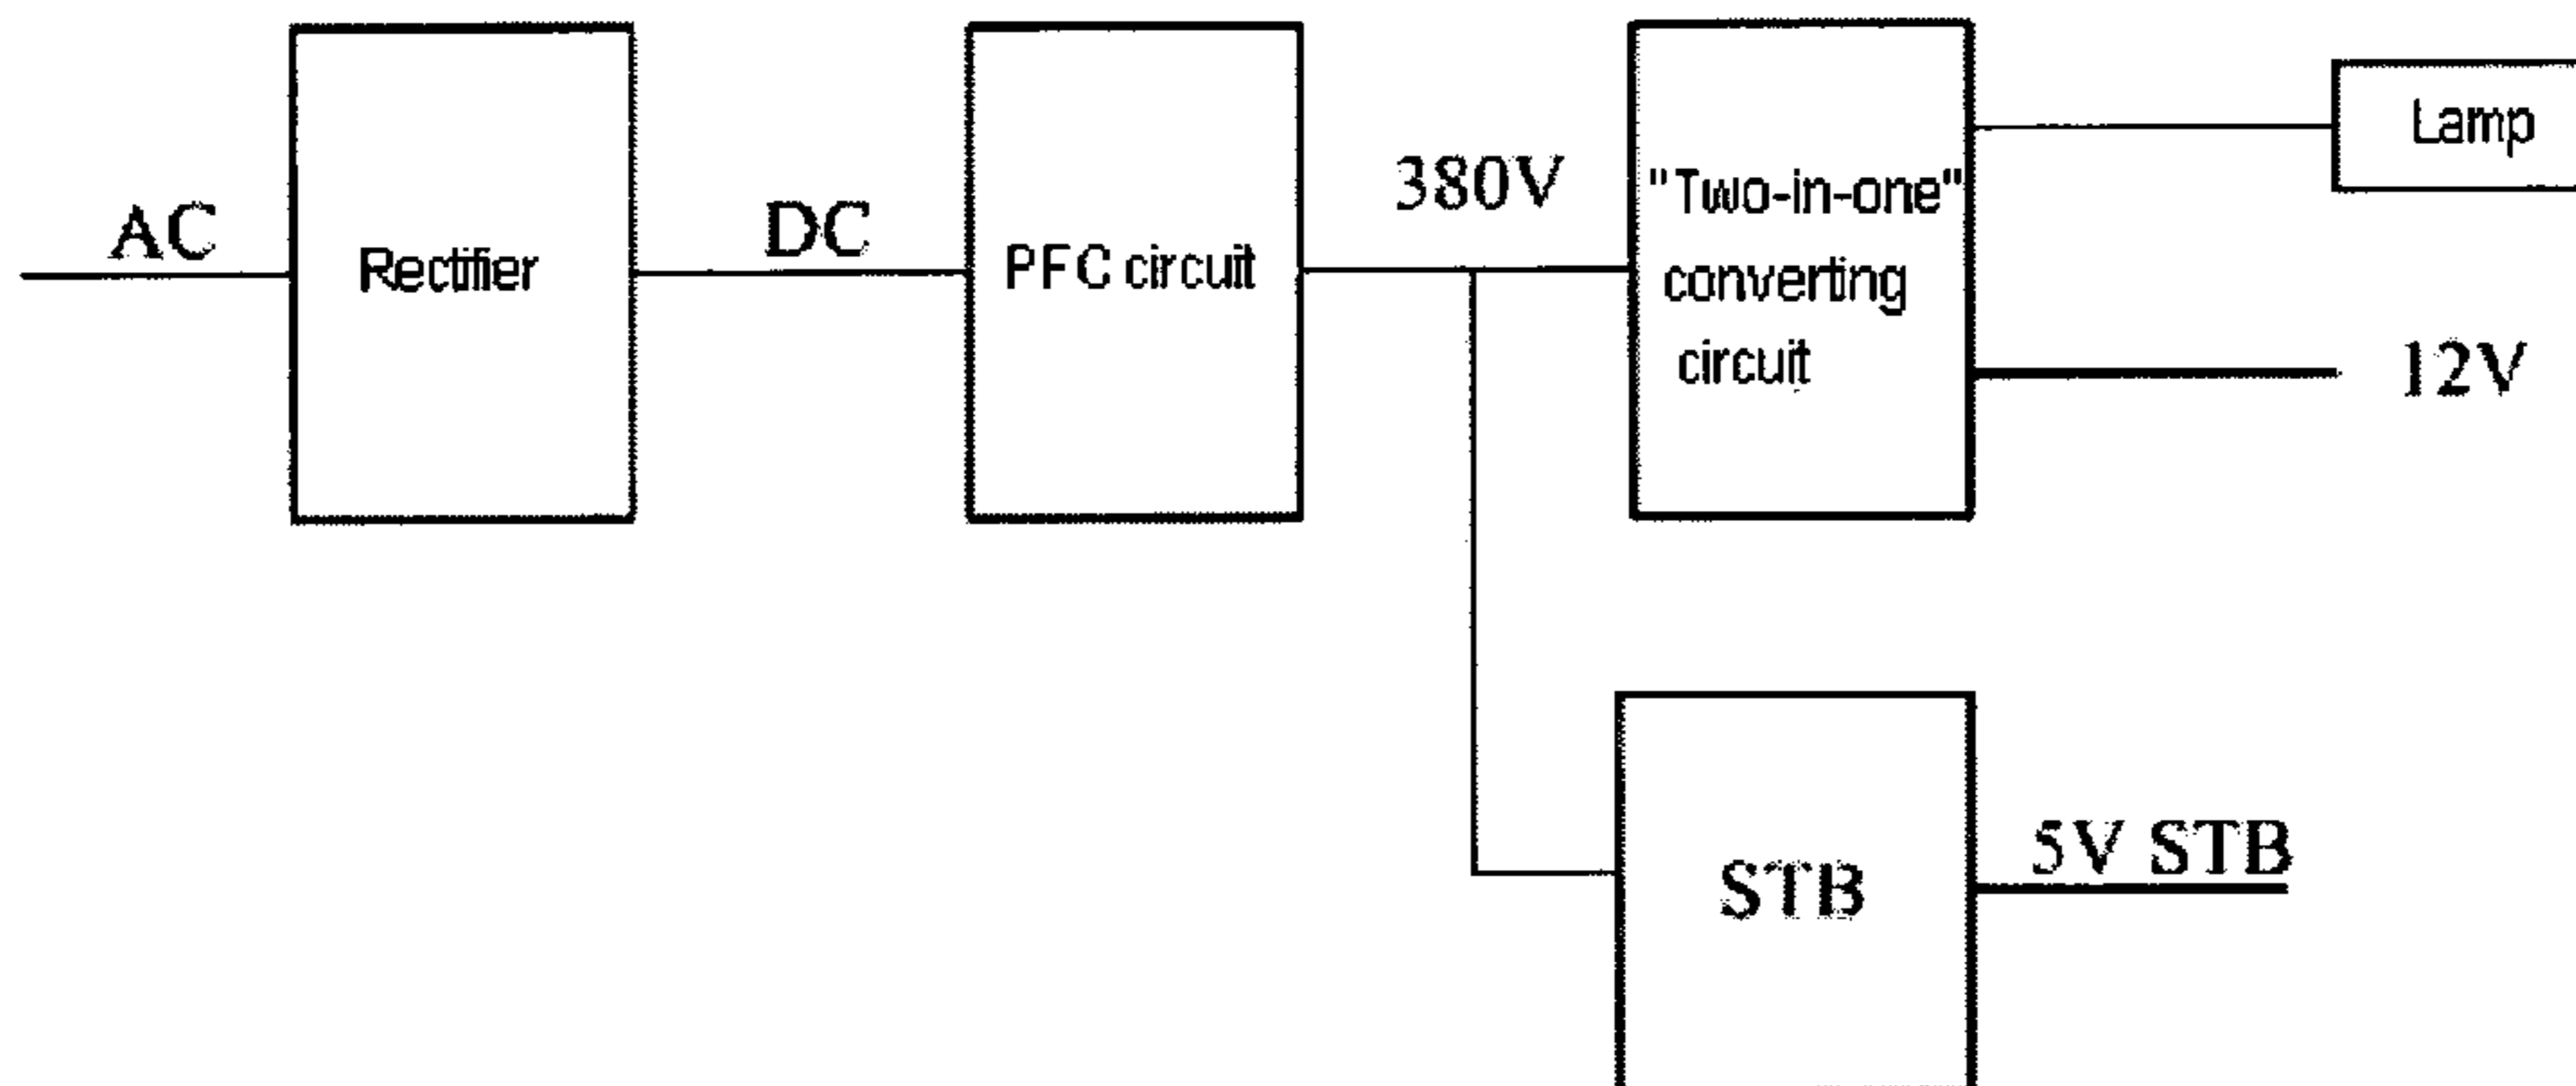 AC
Rectifier
DC
PFC circuit
380V
"Two-in-one"
converting
circuit
Lamp
12V
STB
5V STB